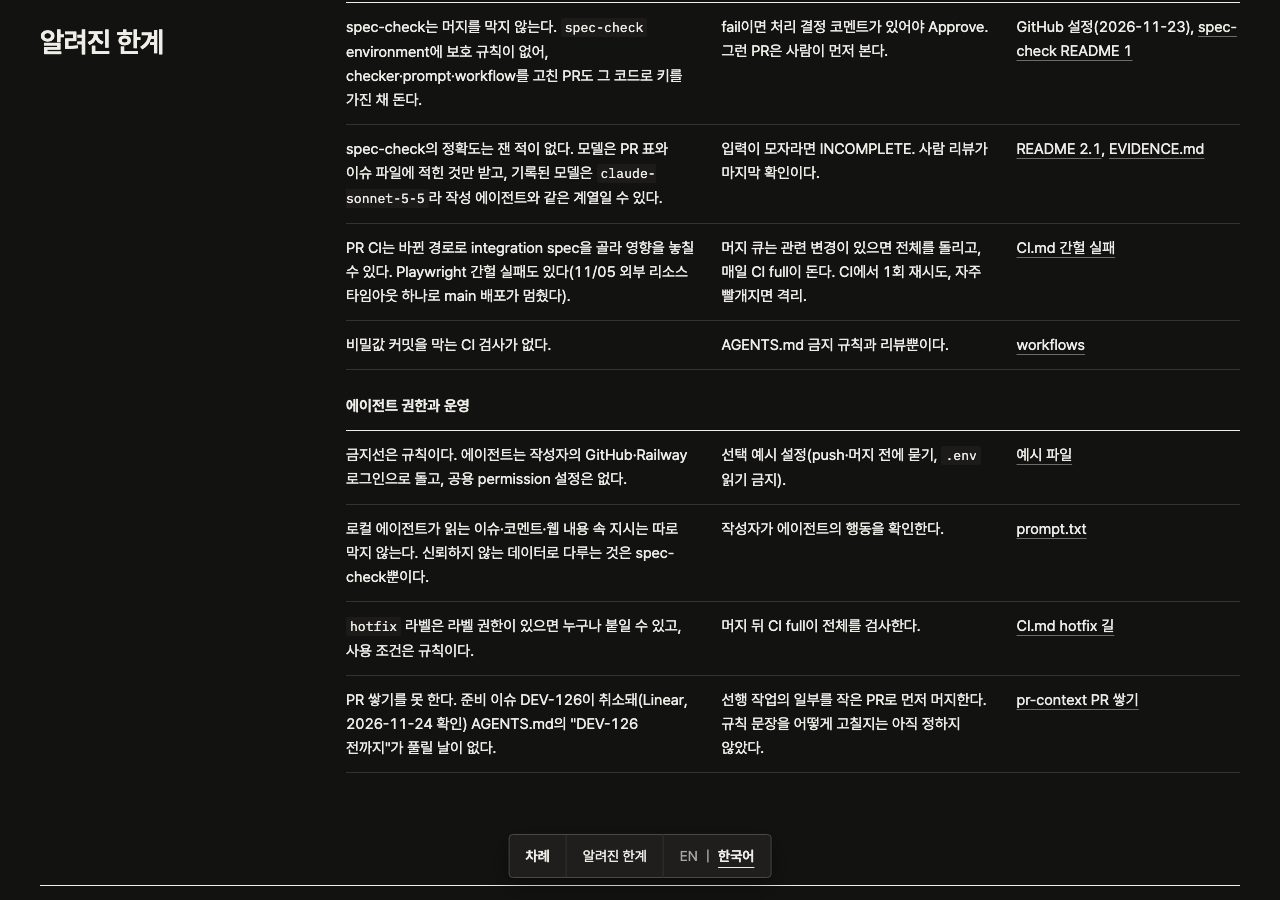 알려진 한계
spec-check는 머지를 막지 않는다. spec-check
environment에 보호 규칙이 없어,
checker·prompt·workflow를 고친 PR도 그 코드로 키를
가진 채 돈다.
fail이면 처리 결정 코멘트가 있어야 Approve.
그런 PR은 사람이 먼저 본다.
GitHub 설정(2026-11-23), spec-
check README 1
spec-check의 정확도는 잰 적이 없다. 모델은 PR 표와
이슈 파일에 적힌 것만 받고, 기록된 모델은 claude-
sonnet-5-5라 작성 에이전트와 같은 계열일 수 있다.
입력이 모자라면 INCOMPLETE. 사람 리뷰가
마지막 확인이다.
README 2.1, EVIDENCE.md
PR CI는 바뀐 경로로 integration spec을 골라 영향을 놓칠
수 있다. Playwright 간헐 실패도 있다(11/05 외부 리소스
타임아웃 하나로 main 배포가 멈췄다).
머지 큐는 관련 변경이 있으면 전체를 돌리고,
매일 CI full이 돈다. CI에서 1회 재시도, 자주
빨개지면 격리.
CI.md 간헐 실패
비밀값 커밋을 막는 CI 검사가 없다.
AGENTS.md 금지 규칙과 리뷰뿐이다.
workflows
에이전트 권한과 운영
금지선은 규칙이다. 에이전트는 작성자의 GitHub·Railway
로그인으로 돌고, 공용 permission 설정은 없다.
선택 예시 설정(push·머지 전에 묻기, .env
읽기 금지).
예시 파일
로컬 에이전트가 읽는 이슈·코멘트·웹 내용 속 지시는 따로
막지 않는다. 신뢰하지 않는 데이터로 다루는 것은 spec-
check뿐이다.
작성자가 에이전트의 행동을 확인한다.
prompt.txt
hotfix 라벨은 라벨 권한이 있으면 누구나 붙일 수 있고,
사용 조건은 규칙이다.
머지 뒤 CI full이 전체를 검사한다.
CI.md hotfix 길
PR 쌓기를 못 한다. 준비 이슈 DEV-126이 취소돼(Linear,
2026-11-24 확인) AGENTS.md의 "DEV-126
전까지"가 풀릴 날이 없다.
선행 작업의 일부를 작은 PR로 먼저 머지한다.
규칙 문장을 어떻게 고칠지는 아직 정하지
않았다.
pr-context PR 쌓기
차례 알려진 한계 EN | 한국어